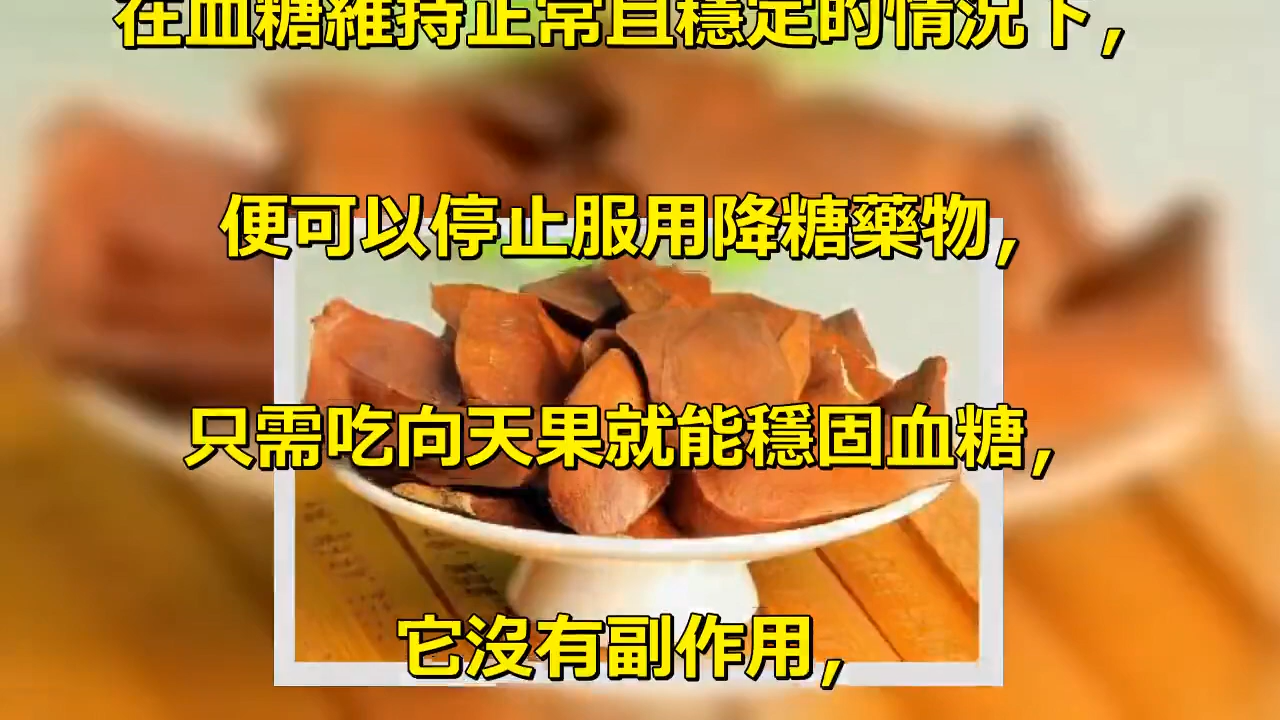 在血糖維持正常且穩定的情況下，
便可以停止服用降糖藥物，
只需吃向天果就能穩固血糖，
它沒有副作用，